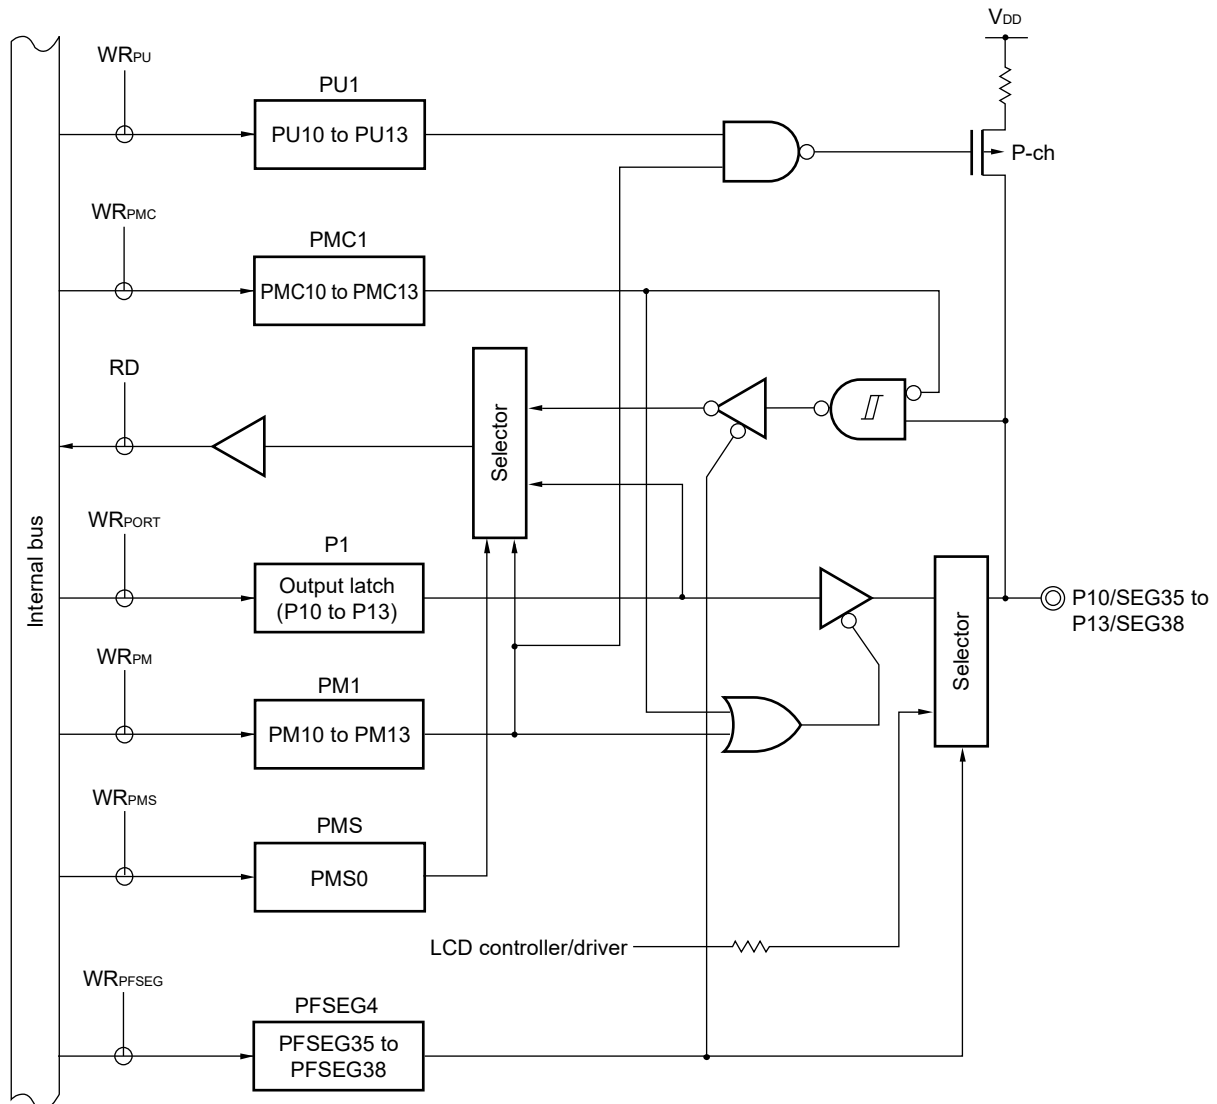 VDD
WRPU
PU1
PU10 to PU13
P-ch
WRPMC
PMC1
PMC10 to PMC13
RD
Selector
WRPORT
P1
Output latch
(P10 to P13)
Internal bus
Selector
P10/SEG35 to
P13/SEG38
WRPM
PM1
PM10 to PM13
WRPMS
PMS
PMS0
LCD controller/driver
WRPFSEG
PFSEG4
PFSEG35 to
PFSEG38